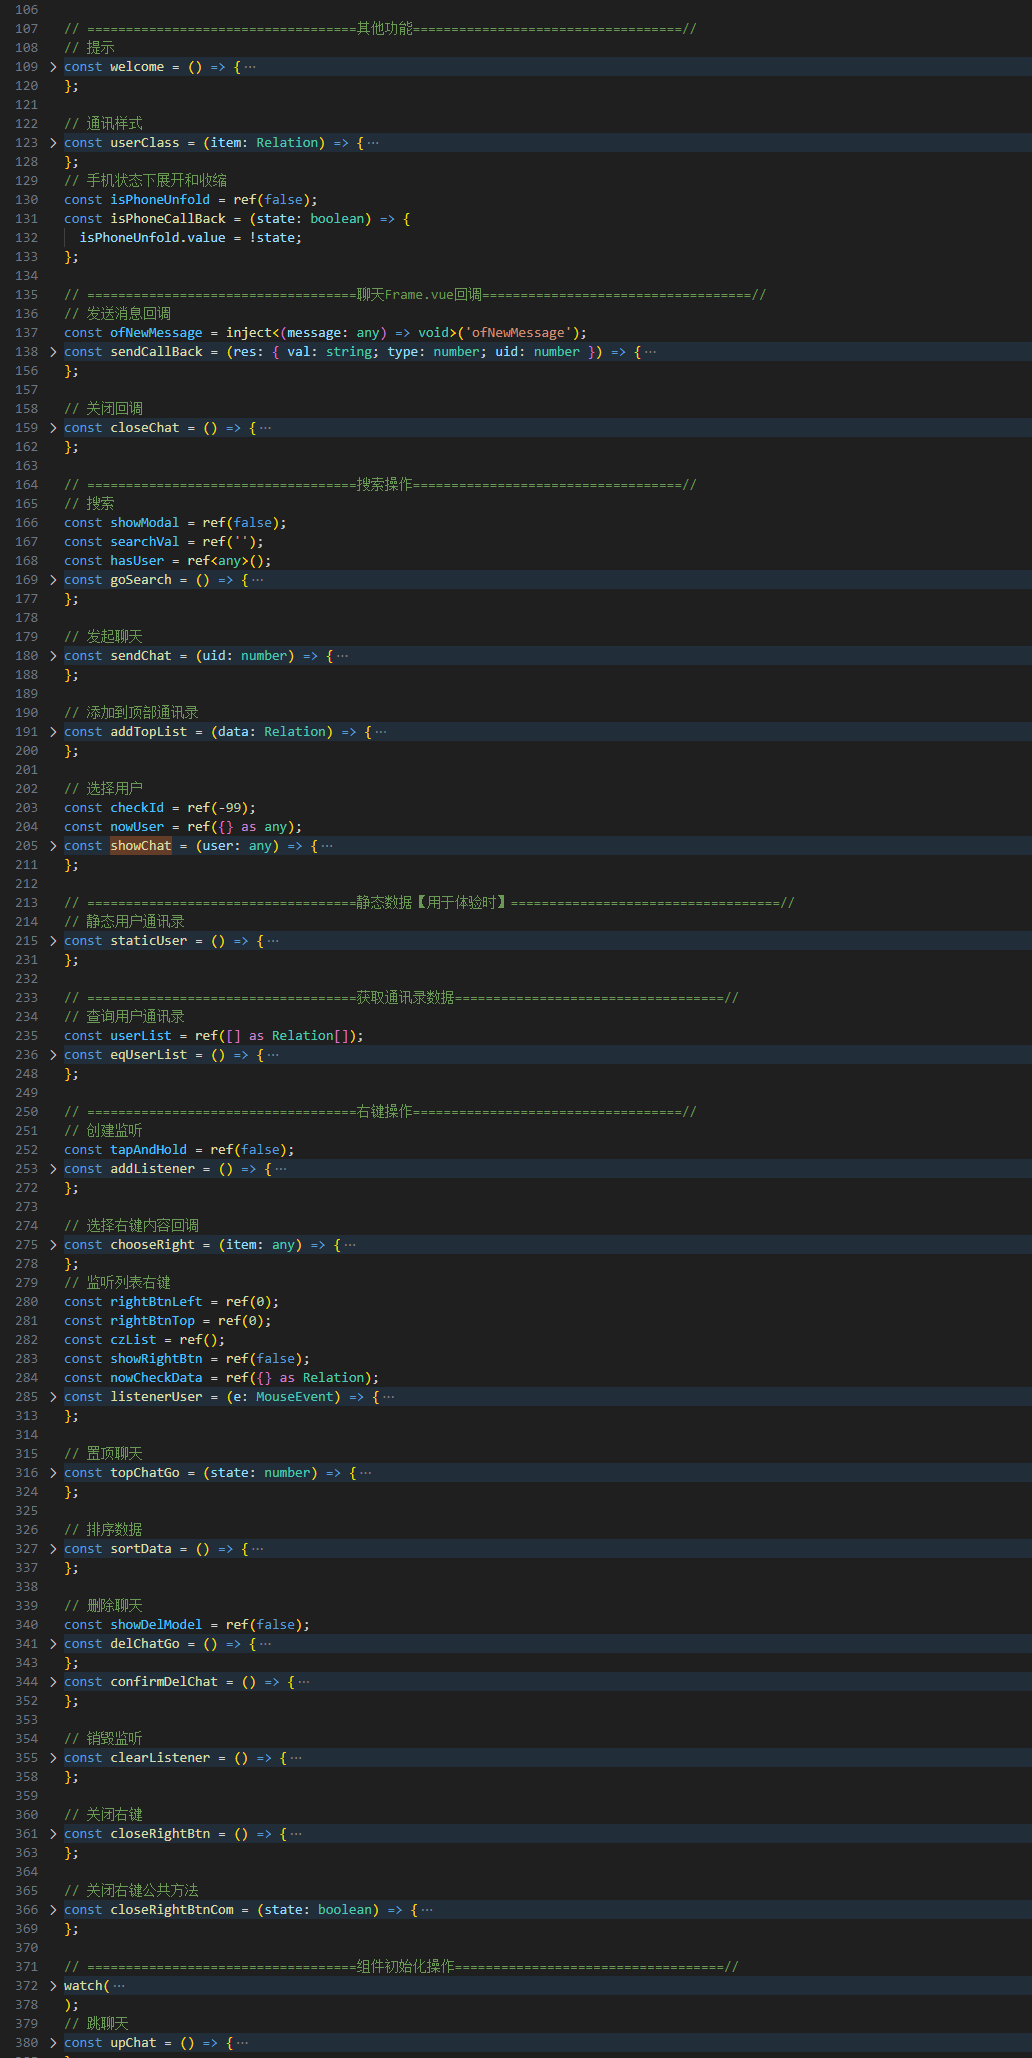 106
107 // ===================================其他功能===================================//
108 // 提示
109 > const welcome = () => { ···
120 };
121
122 // 通讯样式
123 > const userClass = (item: Relation) => { ···
128 };
129 // 手机状态下展开和收缩
130 const isPhoneUnfold = ref(false);
131 const isPhoneCallBack = (state: boolean) => {
132 isPhoneUnfold.value = !state;
133 };
134
135 // ===================================聊天Frame.vue回调===================================//
136 // 发送消息回调
137 const ofNewMessage = inject<(message: any) => void>('ofNewMessage');
138 > const sendCallBack = (res: { val: string; type: number; uid: number }) => { ···
156 };
157
158 // 关闭回调
159 > const closeChat = () => { ···
162 };
163
164 // ===================================搜索操作===================================//
165 // 搜索
166 const showModal = ref(false);
167 const searchVal = ref('');
168 const hasUser = ref<any>();
169 > const goSearch = () => { ···
177 };
178
179 // 发起聊天
180 > const sendChat = (uid: number) => { ···
188 };
189
190 // 添加到顶部通讯录
191 > const addTopList = (data: Relation) => { ···
200 };
201
202 // 选择用户
203 const checkId = ref(-99);
204 const nowUser = ref({} as any);
205 > const showChat = (user: any) => { ···
211 };
212
213 // ===================================静态数据【用于体验时】===================================//
214 // 静态用户通讯录
215 > const staticUser = () => { ···
231 };
232
233 // ===================================获取通讯录数据===================================//
234 // 查询用户通讯录
235 const userList = ref([] as Relation[]);
236 > const eqUserList = () => { ···
248 };
249
250 // ===================================右键操作===================================//
251 // 创建监听
252 const tapAndHold = ref(false);
253 > const addListener = () => { ···
272 };
273
274 // 选择右键内容回调
275 > const chooseRight = (item: any) => { ···
278 };
279 // 监听列表右键
280 const rightBtnLeft = ref(0);
281 const rightBtnTop = ref(0);
282 const czList = ref();
283 const showRightBtn = ref(false);
284 const nowCheckData = ref({} as Relation);
285 > const listenerUser = (e: MouseEvent) => { ···
313 };
314
315 // 置顶聊天
316 > const topChatGo = (state: number) => { ···
324 };
325
326 // 排序数据
327 > const sortData = () => { ···
337 };
338
339 // 删除聊天
340 const showDelModel = ref(false);
341 > const delChatGo = () => { ···
343 };
344 > const confirmDelChat = () => { ···
352 };
353
354 // 销毁监听
355 > const clearListener = () => { ···
358 };
359
360 // 关闭右键
361 > const closeRightBtn = () => { ···
363 };
364
365 // 关闭右键公共方法
366 > const closeRightBtnCom = (state: boolean) => { ···
369 };
370
371 // ===================================组件初始化操作===================================//
372 > watch( ···
378 );
379 // 跳聊天
380 > const upChat = () => { ···